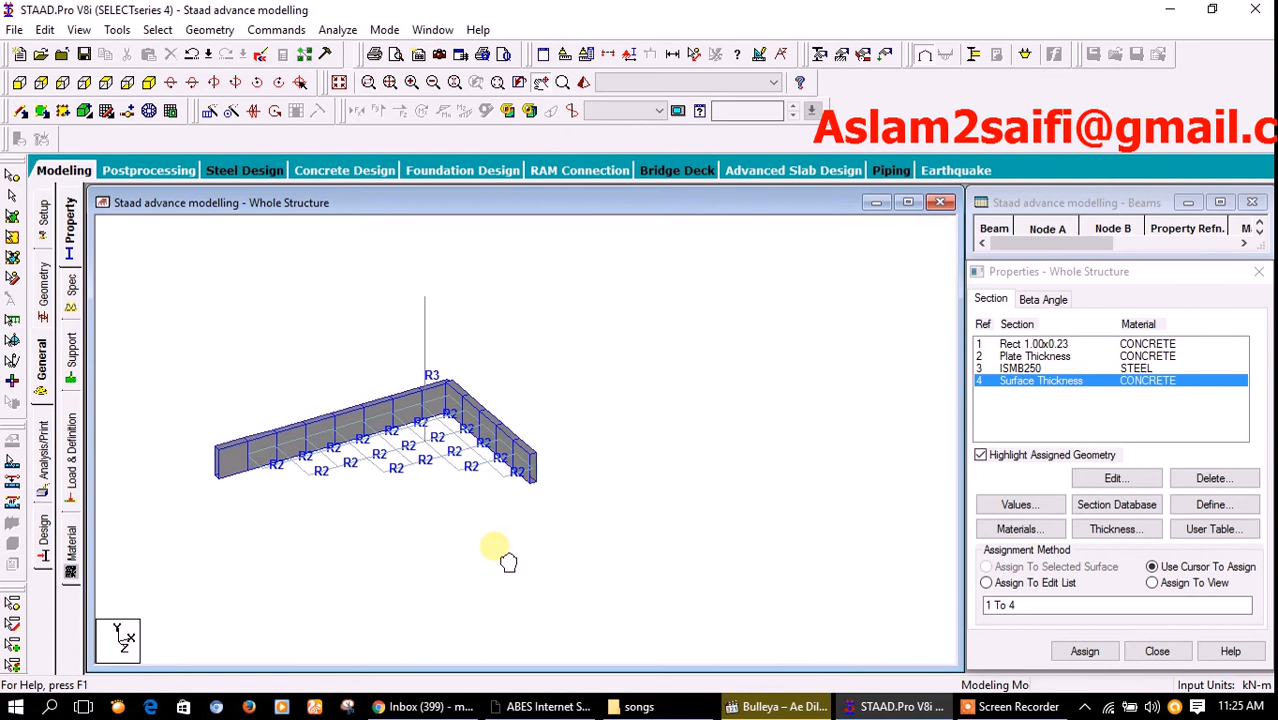 STAAD.Pro V8i (SELECTseries 4) - Staad advance modelling
File Edit View Tools Select Geometry Commands Analyze Mode Window Help
Aslam2saifi@gmail.c
Modeling Postprocessing Steel Design Concrete Design Foundation Design RAM Connection Bridge Deck Advanced Slab Design Piping Earthquake
Staad advance modelling - Whole Structure
Setup
Geometry
General
Analysis/Print
Design
Property
Spec
Support
Load & Definition
Material
R3
R2 R2 R2 R2 R2 R2 R2 R2 R2 R2 R2 R2 R2 R2 R2 R2 R2 R2 R2
Y
X
Z
Staad advance modelling - Beams
Beam Node A Node B Property Refn. M
Properties - Whole Structure
Section Beta Angle
Ref Section Material
1 Rect 1.00x0.23 CONCRETE
2 Plate Thickness CONCRETE
3 ISMB250 STEEL
4 Surface Thickness CONCRETE
Highlight Assigned Geometry
Edit... Delete...
Values... Section Database Define...
Materials... Thickness... User Table...
Assignment Method
Assign To Selected Surface Use Cursor To Assign
Assign To Edit List Assign To View
1 To 4
Assign Close Help
For Help, press F1 Modeling Mo Input Units: kN-m
Inbox (399) - m... ABES Internet St... songs Bulleya – Ae Dil... STAAD.Pro V8i ... Screen Recorder 11:25 AM